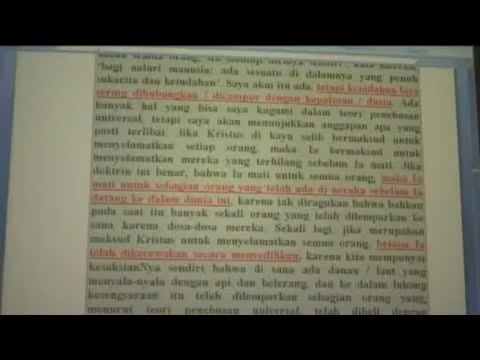 untuk semua orang, itu
'bagi naluri manusia: ada sesuatu di dalamnya yang penuh
sukacita dan keindahan'. Saya akui itu ada, tetapi keindahan bisa
sering dihubungkan / dicampur dengan kepalsuan / dusta. Ada
banyak hal yang bisa saya kagumi dalam teori penebusan
universal, tetapi saya akan menunjukkan anggapan apa yang
pasti terlibat. Jika Kristus di kayu salib bermaksud untuk
menyelamatkan setiap orang, maka Ia bermaksud untuk
menyelamatkan mereka yang terhilang sebelum Ia mati. Jika
doktrin itu benar, bahwa Ia mati untuk semua orang, maka Ia
mati untuk sebagian orang yang telah ada di neraka sebelum Ia
datang ke dalam dunia ini, karena tak diragukan bahwa bahkan
pada saat itu banyak sekali orang yang telah dilemparkan ke
sana karena dosa-dosa mereka. Sekali lagi, jika merupakan
maksud Kristus untuk menyelamatkan semua orang, betapa Ia
telah dikecewakan secara menyedihkan, karena kita mempunyai
kesaksianNya sendiri bahwa di sana ada danau / laut yang
menyala-nyala dengan api dan belerang, dan ke dalam lubang
kesengsaraan itu telah dilemparkan sebagian orang yang,
menurut teori penebusan universal, telah dibeli dengan